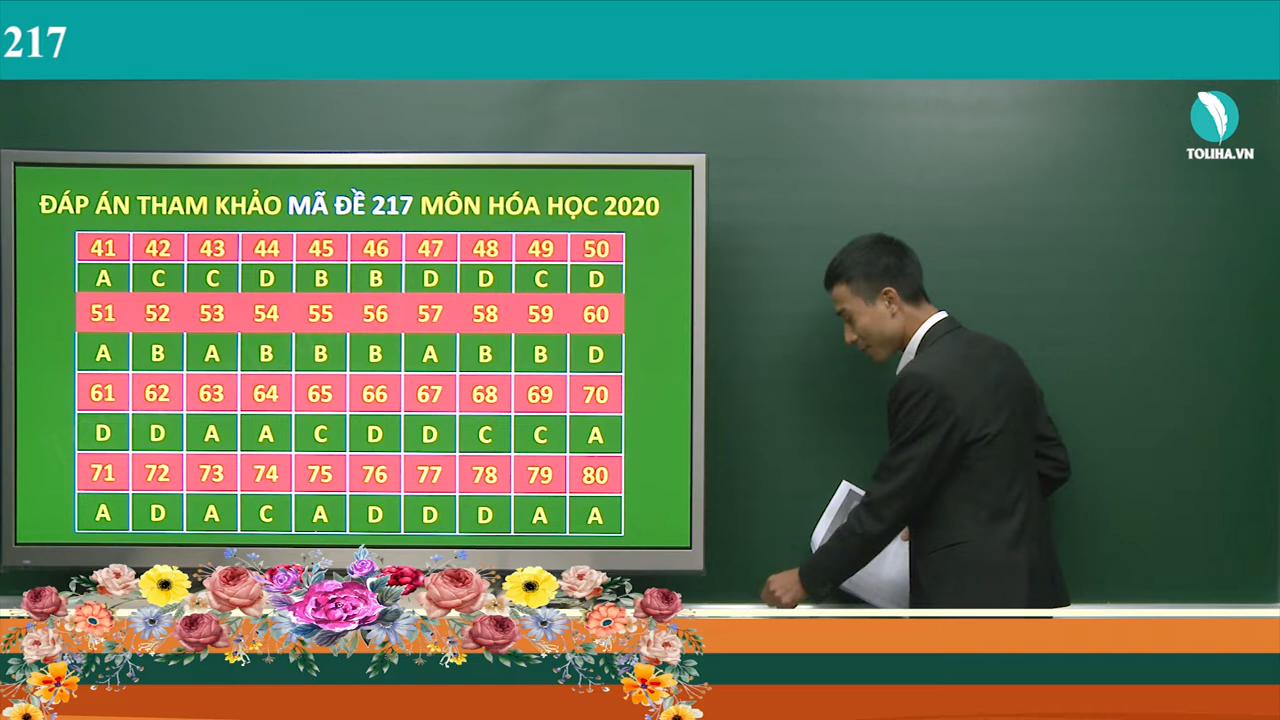 217
TOLIHA.VN
ĐÁP ÁN THAM KHẢO MÃ ĐỀ 217 MÔN HÓA HỌC 2020
41 42 43 44 45 46 47 48 49 50
A C C D B B D D C D
51 52 53 54 55 56 57 58 59 60
A B A B B B A B B D
61 62 63 64 65 66 67 68 69 70
D D A A C D D C C A
71 72 73 74 75 76 77 78 79 80
A D A C A D D D A A